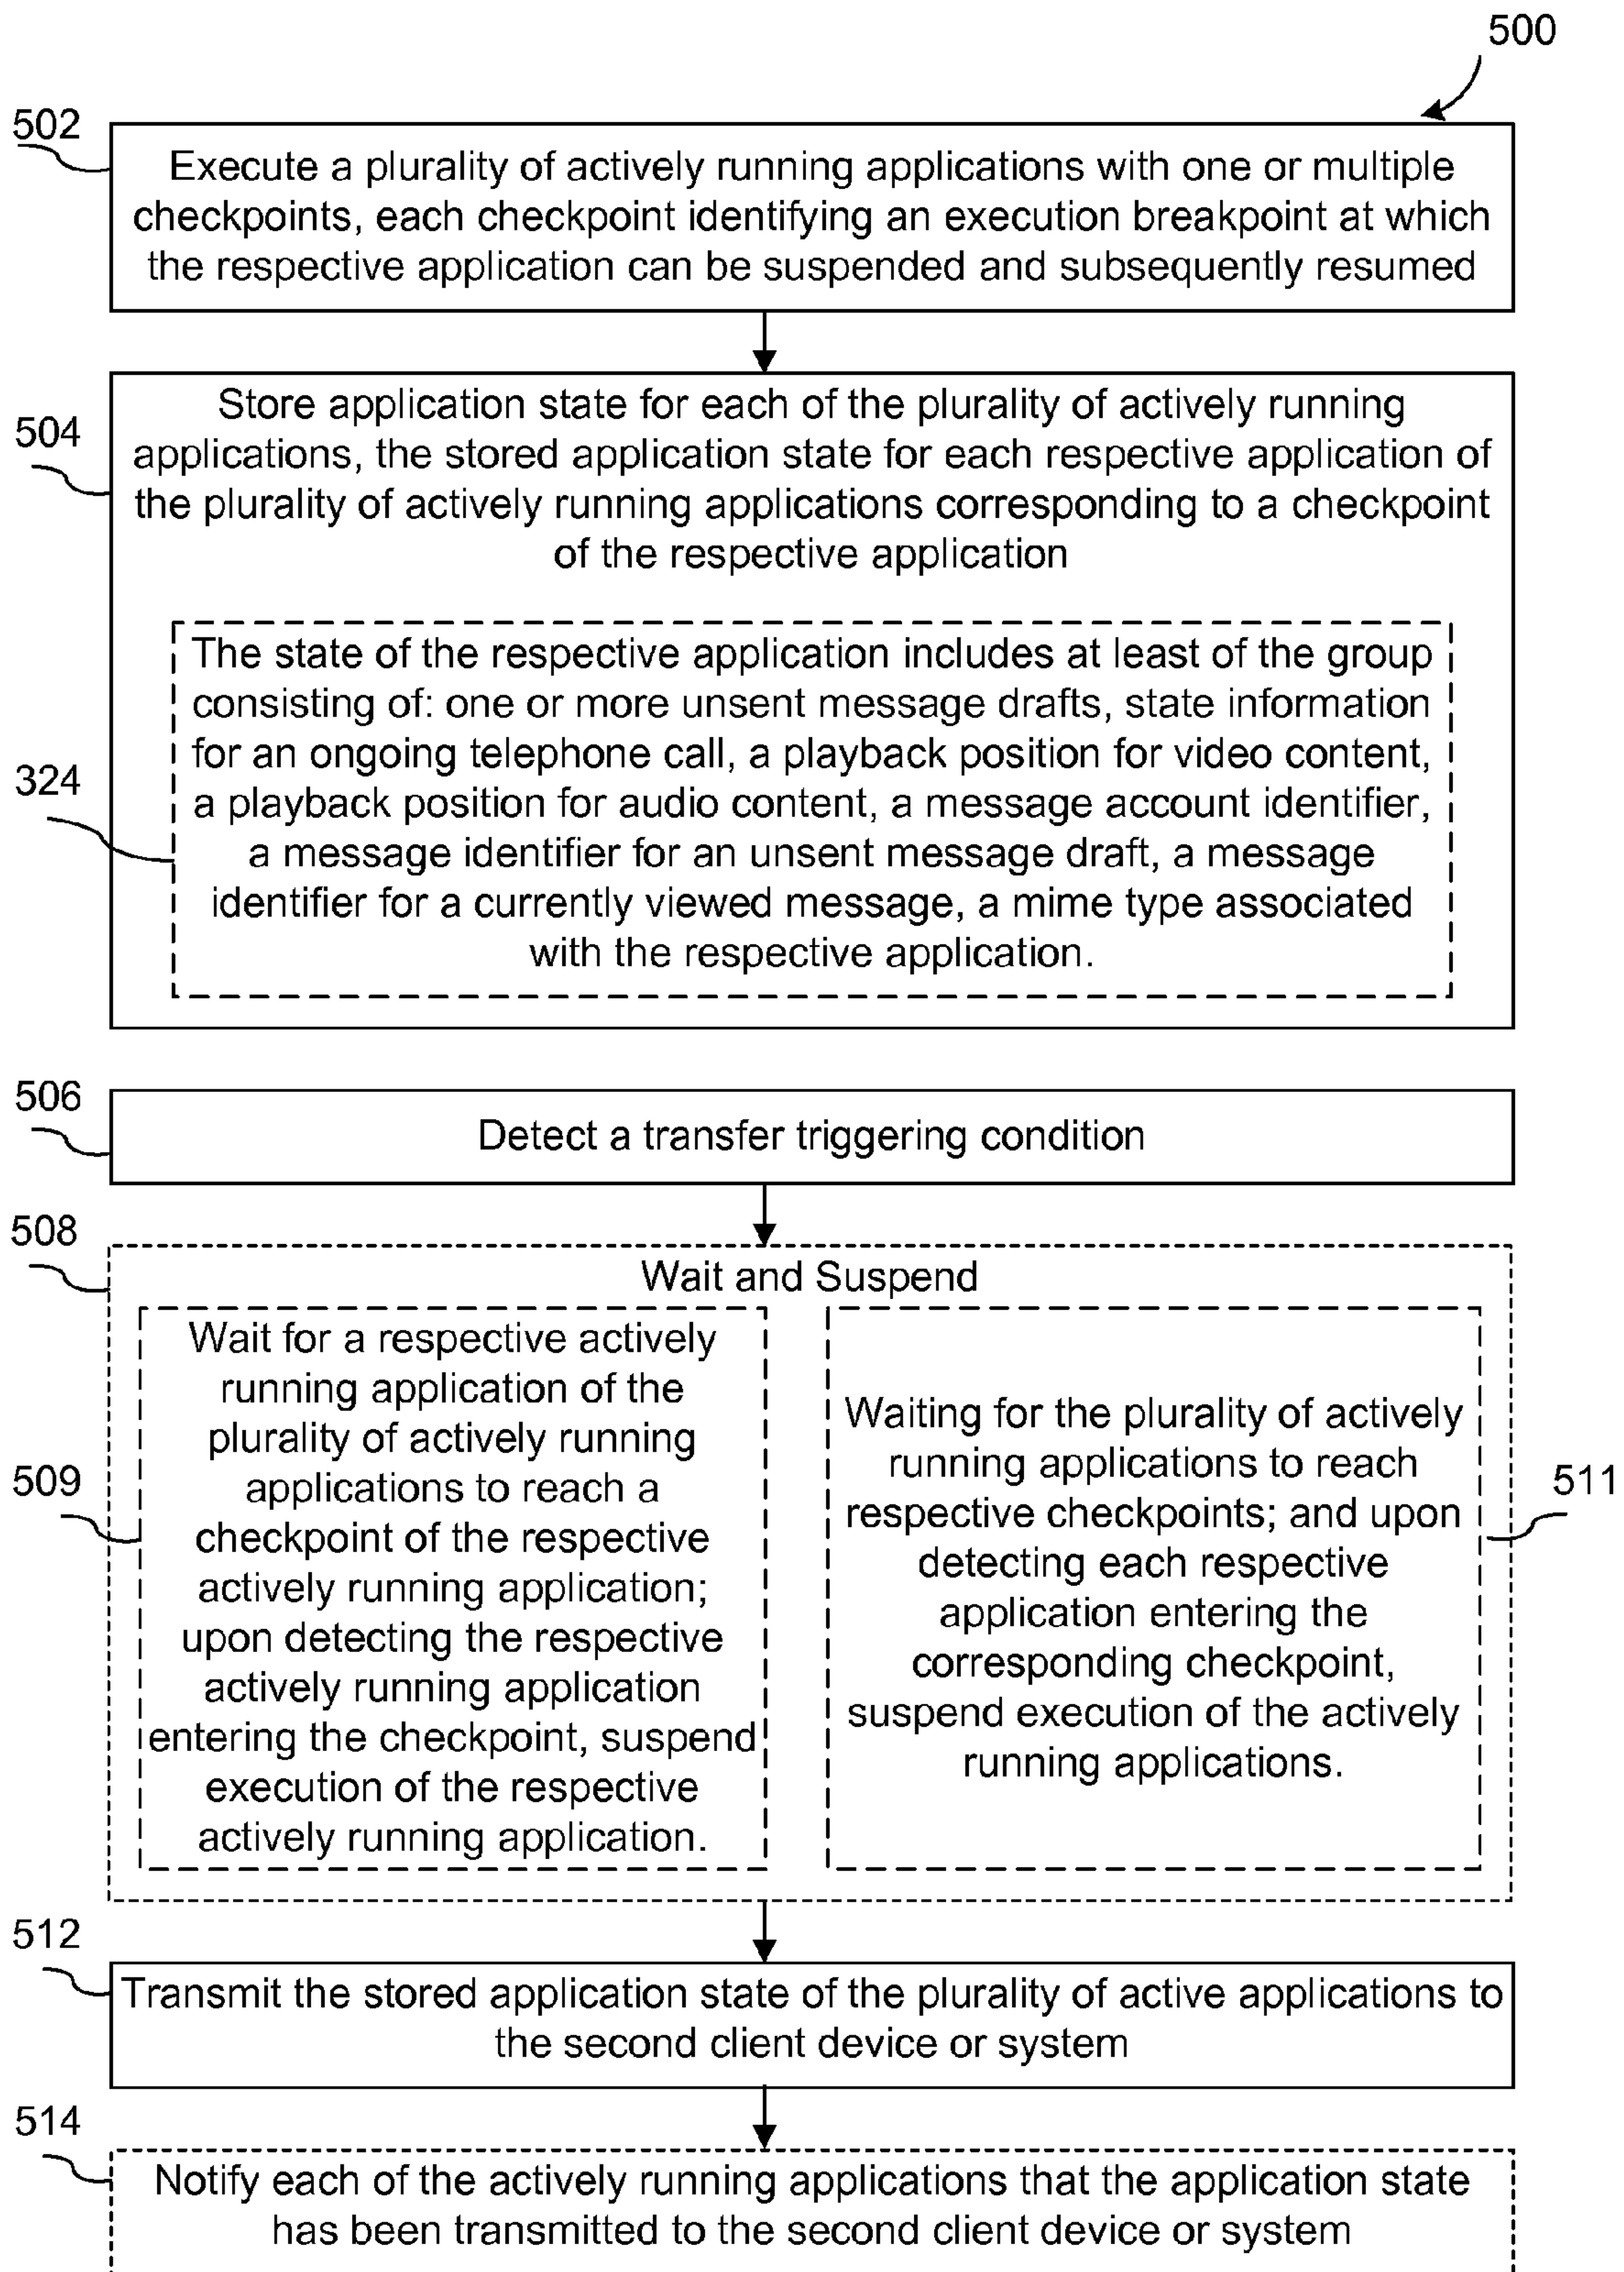 500
502
Execute a plurality of actively running applications with one or multiple
checkpoints, each checkpoint identifying an execution breakpoint at which
the respective application can be suspended and subsequently resumed
504
Store application state for each of the plurality of actively running
applications, the stored application state for each respective application of
the plurality of actively running applications corresponding to a checkpoint
of the respective application
324
The state of the respective application includes at least of the group
consisting of: one or more unsent message drafts, state information
for an ongoing telephone call, a playback position for video content,
a playback position for audio content, a message account identifier,
a message identifier for an unsent message draft, a message
identifier for a currently viewed message, a mime type associated
with the respective application.
506
Detect a transfer triggering condition
508
Wait and Suspend
509
Wait for a respective actively
running application of the
plurality of actively running
applications to reach a
checkpoint of the respective
actively running application;
upon detecting the respective
actively running application
entering the checkpoint, suspend
execution of the respective
actively running application.
511
Waiting for the plurality of actively
running applications to reach
respective checkpoints; and upon
detecting each respective
application entering the
corresponding checkpoint,
suspend execution of the actively
running applications.
512
Transmit the stored application state of the plurality of active applications to
the second client device or system
514
Notify each of the actively running applications that the application state
has been transmitted to the second client device or system